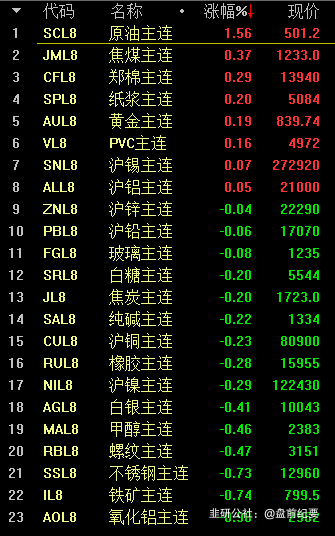 代码 名称 涨幅%↓ 现价
1 SCL8 原油主连 1.56 501.2
2 JML8 焦煤主连 0.37 1233.0
3 CFL8 郑棉主连 0.29 13940
4 SPL8 纸浆主连 0.20 5084
5 AUL8 黄金主连 0.19 839.74
6 VL8 PVC主连 0.16 4972
7 SNL8 沪锡主连 0.07 272920
8 ALL8 沪铝主连 0.05 21000
9 ZNL8 沪锌主连 -0.04 22290
10 PBL8 沪铅主连 -0.06 17070
11 FGL8 玻璃主连 -0.08 1235
12 SRL8 白糖主连 -0.20 5544
13 JL8 焦炭主连 -0.20 1723.0
14 SAL8 纯碱主连 -0.22 1334
15 CUL8 沪铜主连 -0.23 80900
16 RUL8 橡胶主连 -0.28 15955
17 NIL8 沪镍主连 -0.29 122430
18 AGL8 白银主连 -0.41 10043
19 MAL8 甲醇主连 -0.46 2383
20 RBL8 螺纹主连 -0.47 3151
21 SSL8 不锈钢主连 -0.73 12960
22 IL8 铁矿主连 -0.74 799.5
23 AOL8 氧化铝主连
韭研公社：@盘前纪要